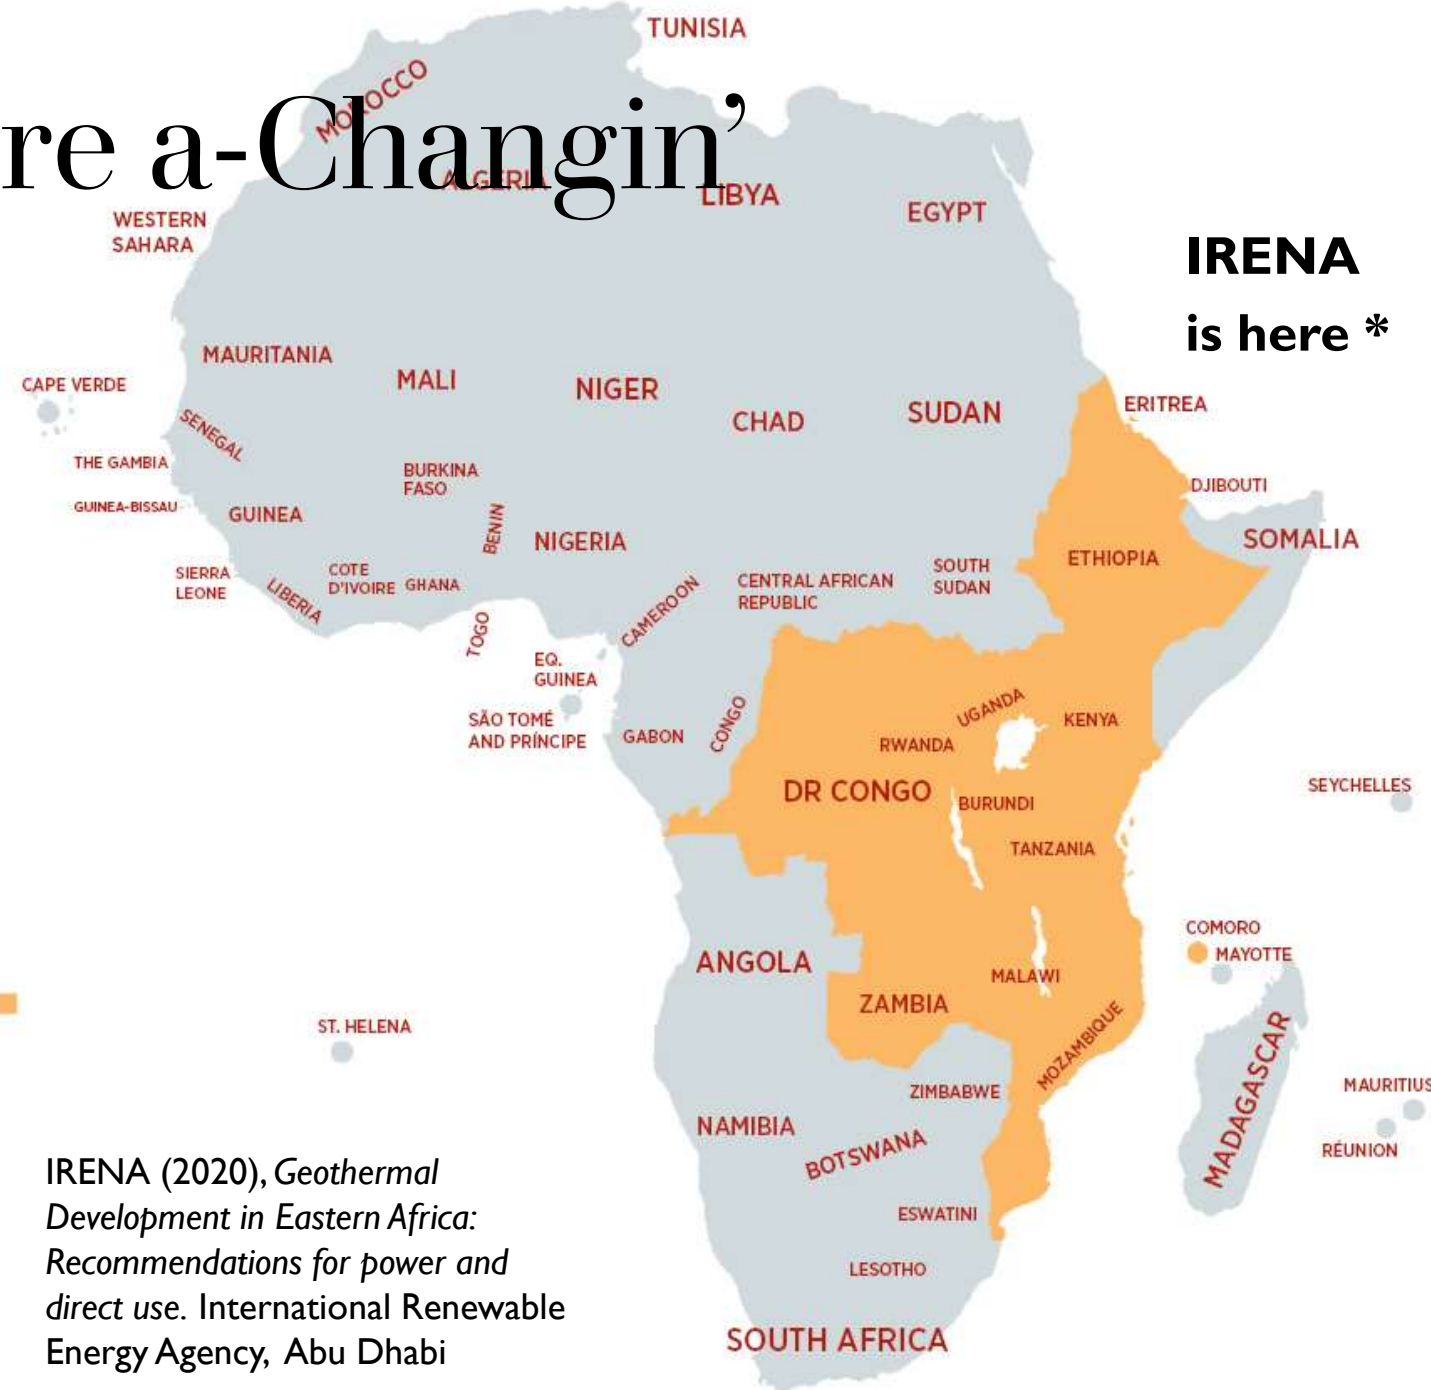 TUNISIA
MOROCCO
re a-Changin’
ALGERIA
LIBYA
EGYPT
WESTERN
SAHARA
IRENA
is here *
MAURITANIA
MALI
NIGER
CHAD
SUDAN
ERITREA
CAPE VERDE
SENEGAL
THE GAMBIA
BURKINA
FASO
DJIBOUTI
GUINEA-BISSAU
GUINEA
BENIN
NIGERIA
SOMALIA
ETHIOPIA
SIERRA
LEONE
LIBERIA
COTE
D'IVOIRE
GHANA
TOGO
CAMEROON
CENTRAL AFRICAN
REPUBLIC
SOUTH
SUDAN
EQ.
GUINEA
SÃO TOMÉ
AND PRÍNCIPE
GABON
CONGO
UGANDA
KENYA
RWANDA
DR CONGO
BURUNDI
SEYCHELLES
TANZANIA
COMORO
MAYOTTE
ANGOLA
ZAMBIA
MALAWI
MOZAMBIQUE
ST. HELENA
MADAGASCAR
ZIMBABWE
MAURITIUS
NAMIBIA
BOTSWANA
RÉUNION
ESWATINI
LESOTHO
SOUTH AFRICA
IRENA (2020), Geothermal
Development in Eastern Africa:
Recommendations for power and
direct use. International Renewable
Energy Agency, Abu Dhabi